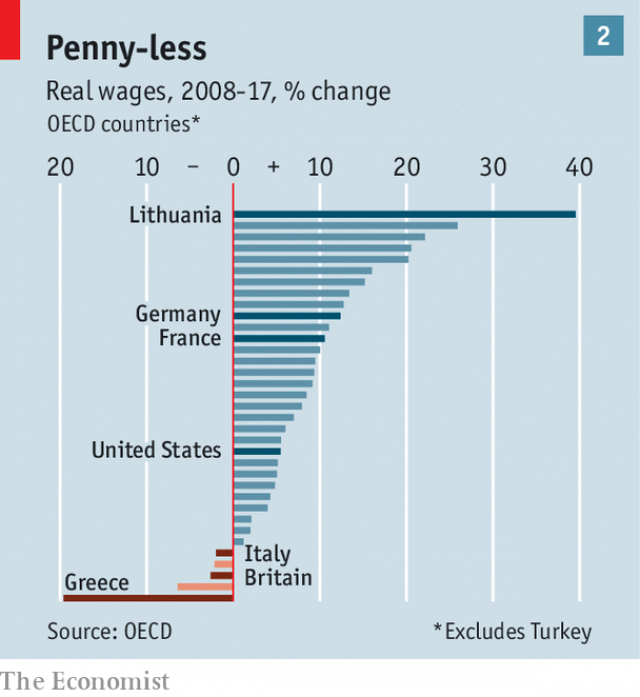 2
Penny-less
Real wages, 2008-17, % change
OECD countries*
20 10 – 0 + 10 20 30 40
Lithuania
Germany
France
United States
Italy
Britain
Greece
Source: OECD
*Excludes Turkey
The Economist